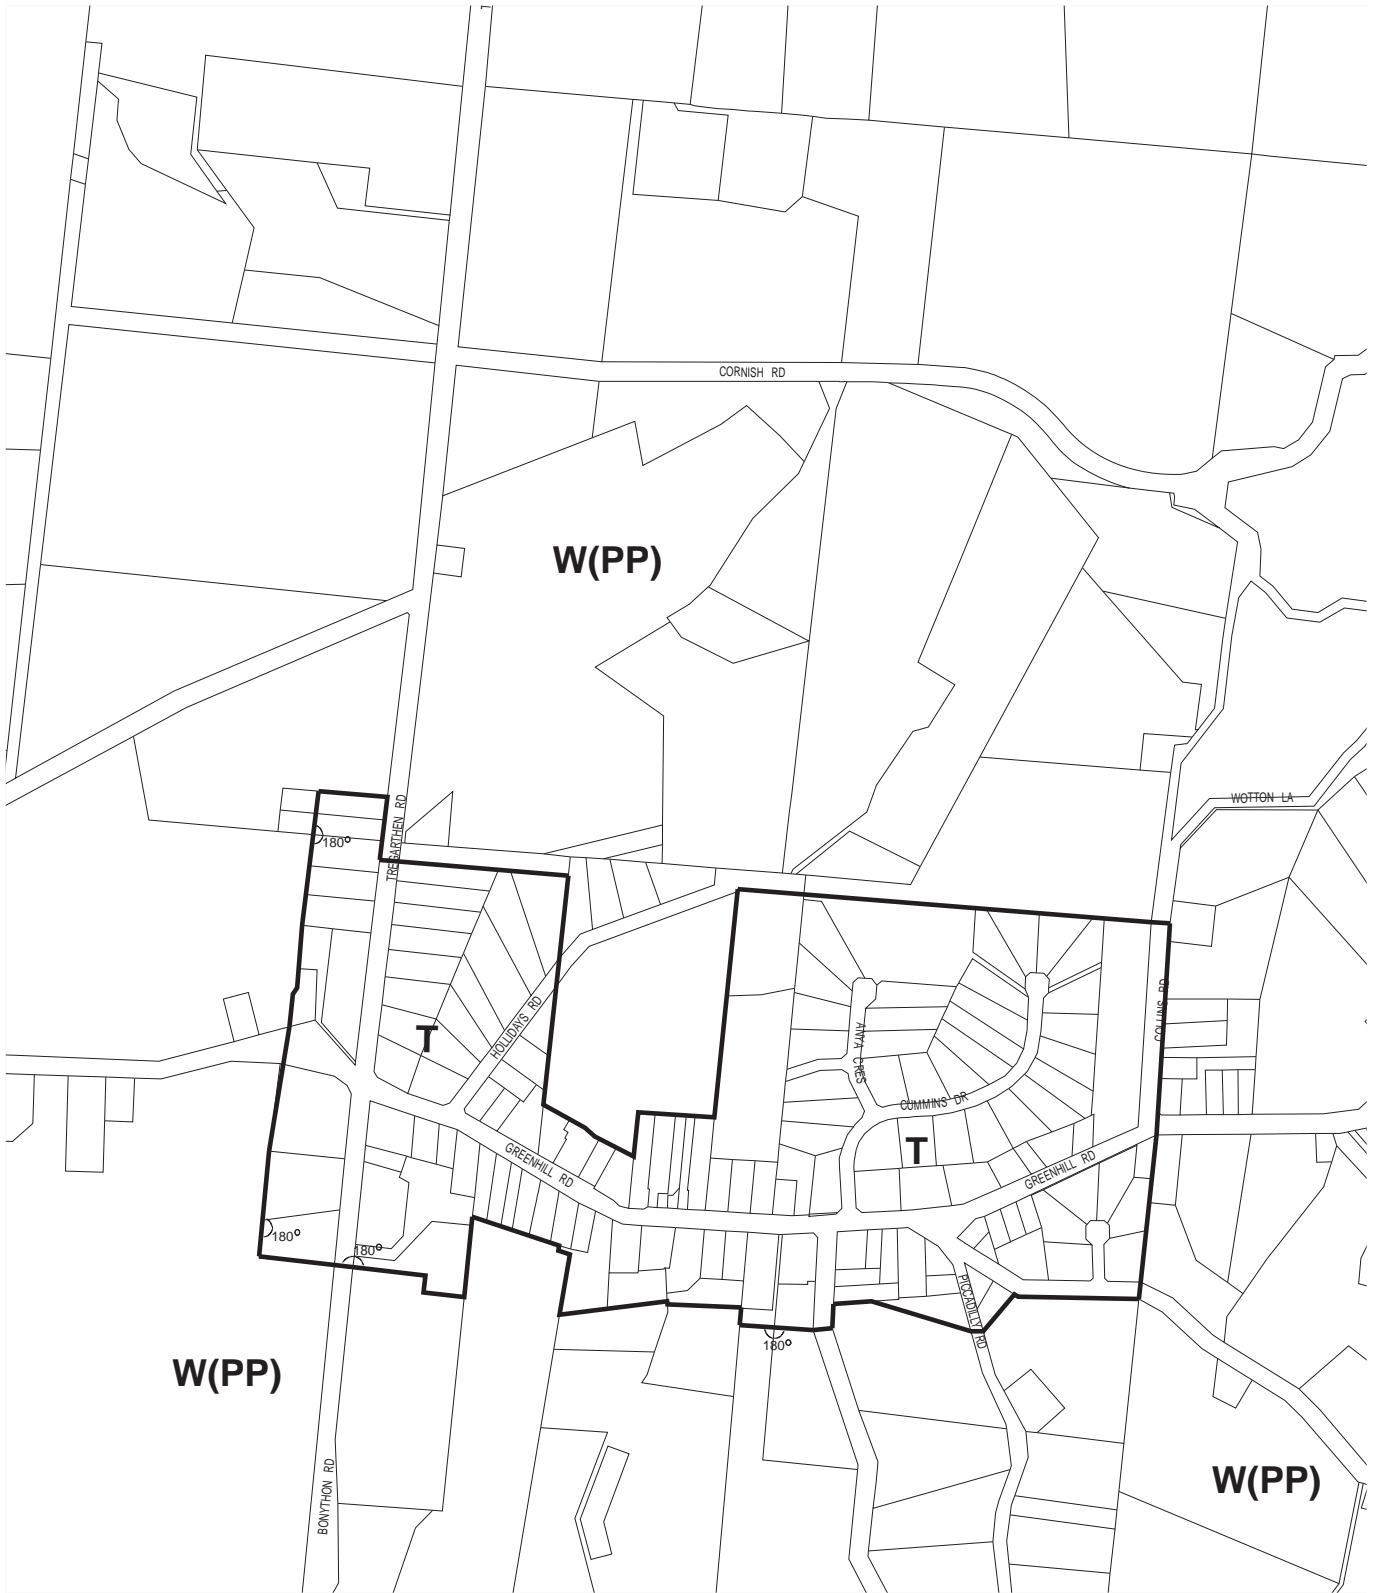 CORNISH RD
W(PP)
WOTTON LA
TREGARTHEN RD
180°
COLLINS RD
HOLLIDAYS RD
T
ANYA CRES
CUMMINS DR
T
GREENHILL RD
GREENHILL RD
180°
180°
PICCADILLY RD
180°
W(PP)
W(PP)
BONYTHON RD